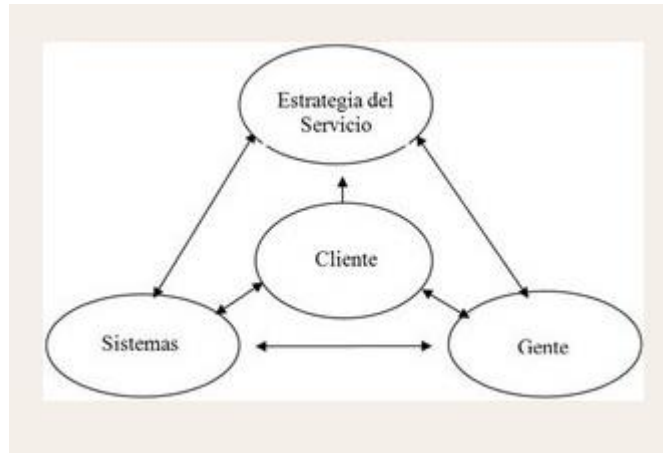 Estrategia del
Servicio
Cliente
Sistemas
Gente